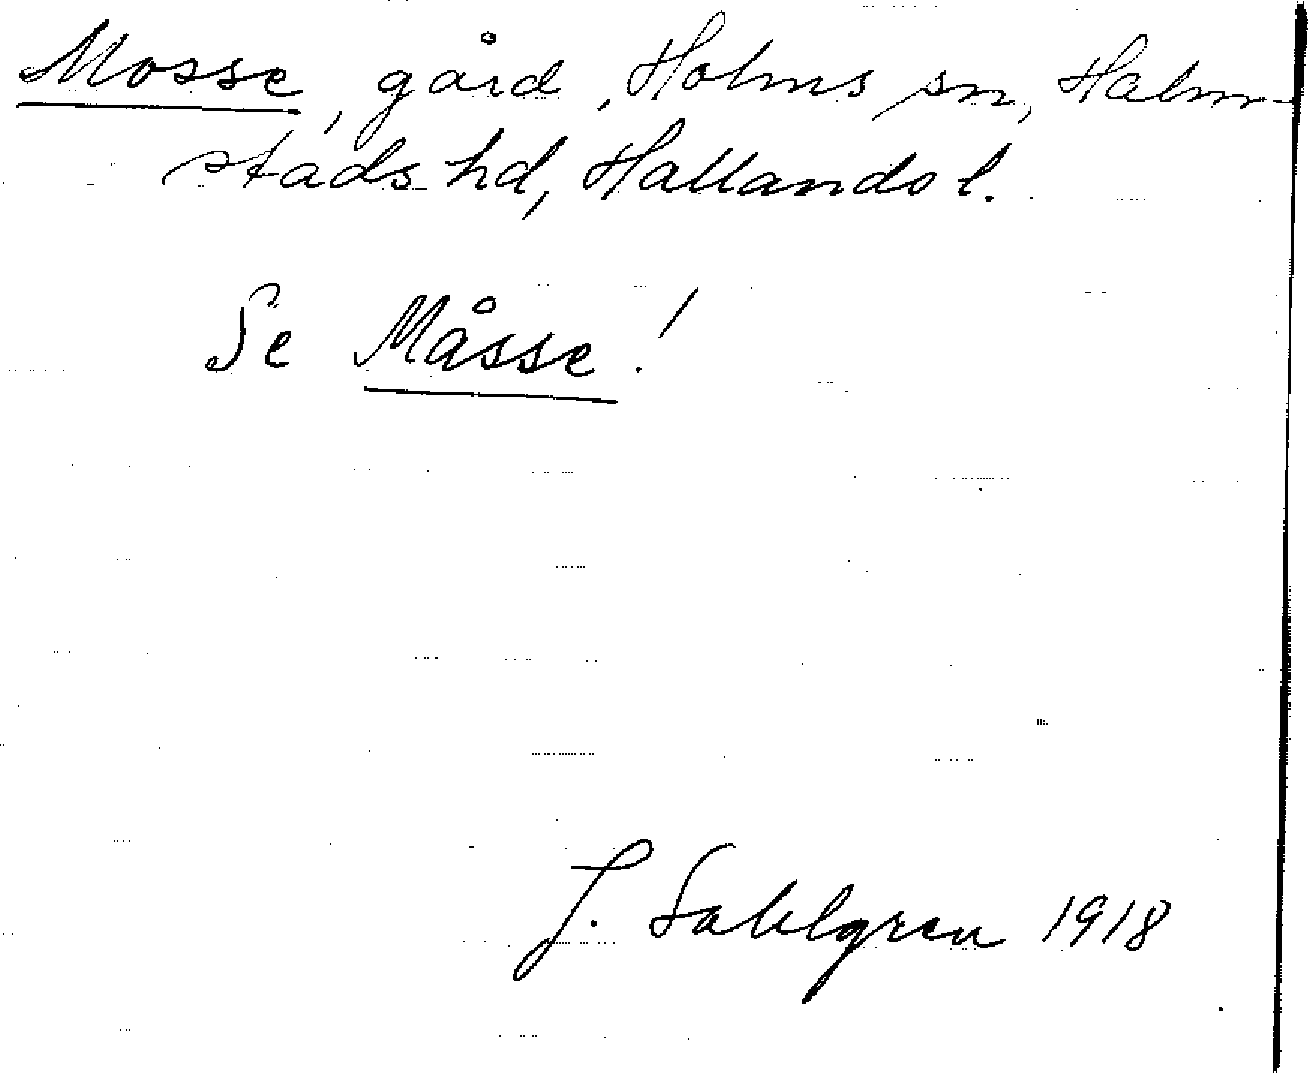 Mosse, gård, Holms sn, Halm-
stads hd, Hallands l.
Se Måsse!
J. Sahlgren 1918